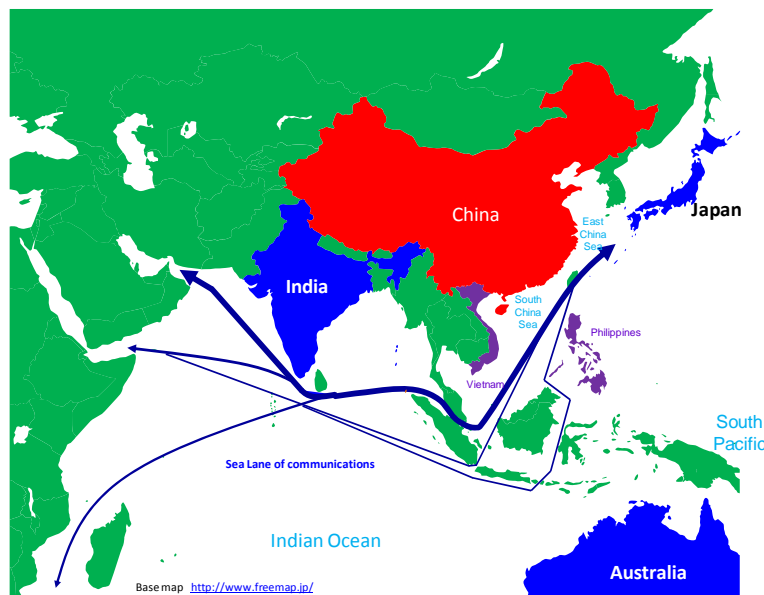 China
Japan
East
China
Sea
India
South
China
Sea
Philippines
Vietnam
South
Pacific
Sea Lane of communications
Indian Ocean
Australia
Base map http://www.freemap.jp/